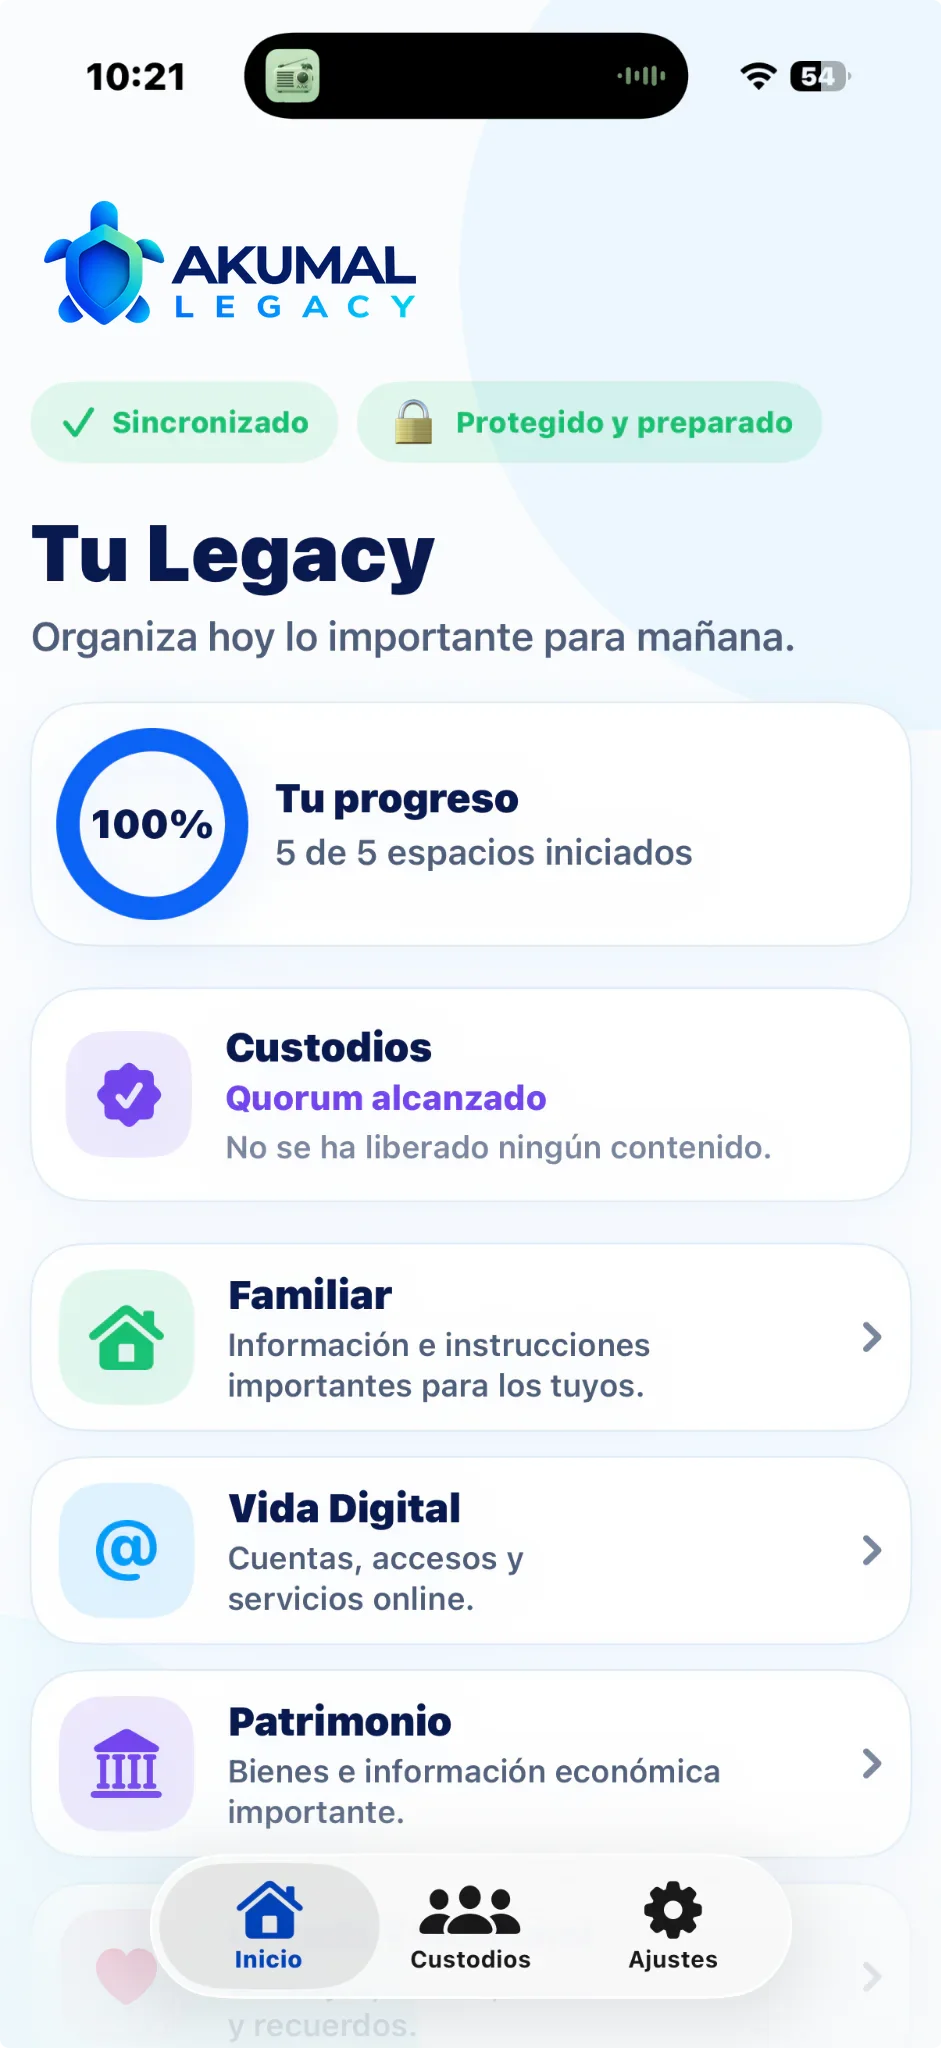 10:21
54
AKUMAL
LEGACY
Sincronizado
Protegido y preparado
Tu Legacy
Organiza hoy lo importante para mañana.
100%
Tu progreso
5 de 5 espacios iniciados
Custodios
Quorum alcanzado
No se ha liberado ningún contenido.
Familiar
Información e instrucciones
importantes para los tuyos.
@
Vida Digital
Cuentas, accesos y
servicios online.
Patrimonio
Bienes e información económica
importante.
y recuerdos.
Inicio
Custodios
Ajustes